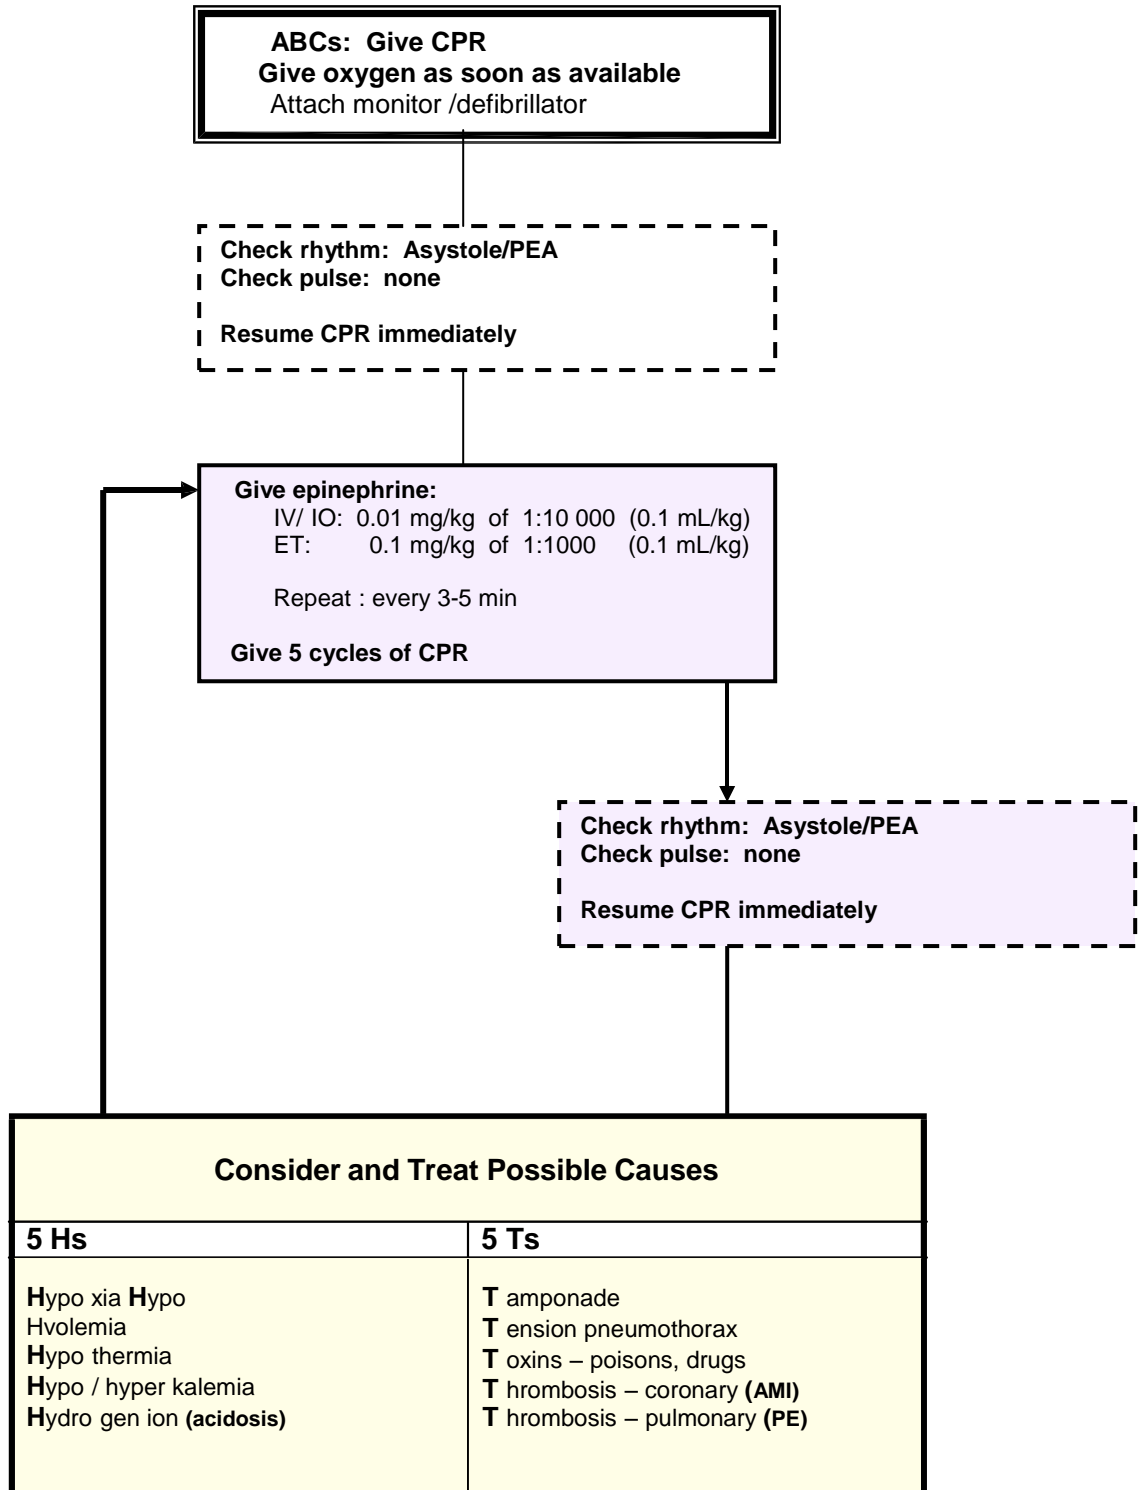 ABCs: Give CPR
Give oxygen as soon as available
Attach monitor /defibrillator
Check rhythm: Asystole/PEA
Check pulse: none
Resume CPR immediately
Give epinephrine:
IV/ IO: 0.01 mg/kg of 1:10 000 (0.1 mL/kg)
ET: 0.1 mg/kg of 1:1000 (0.1 mL/kg)
Repeat : every 3-5 min
Give 5 cycles of CPR
Check rhythm: Asystole/PEA
Check pulse: none
Resume CPR immediately
Consider and Treat Possible Causes
5 Hs
Hypo xia Hypo
Hvolemia
Hypo thermia
Hypo / hyper kalemia
Hydro gen ion (acidosis)
5 Ts
T amponade
T ension pneumothorax
T oxins – poisons, drugs
T hrombosis – coronary (AMI)
T hrombosis – pulmonary (PE)